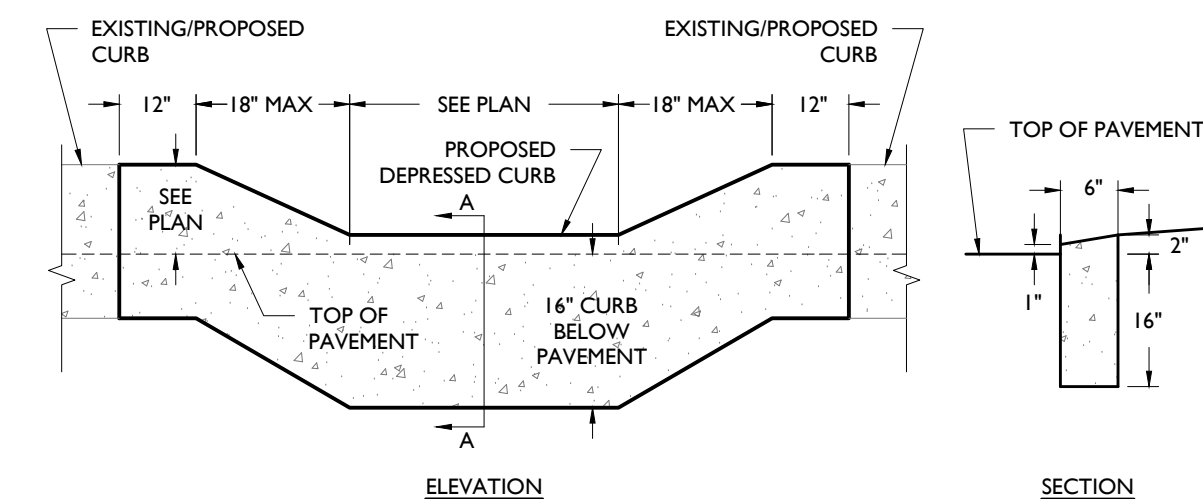 EXISTING/PROPOSED
CURB
EXISTING/PROPOSED
CURB
12"
18" MAX
SEE PLAN
18" MAX
12"
TOP OF PAVEMENT
PROPOSED
DEPRESSED CURB
SEE
PLAN
A
6"
2"
1"
TOP OF
PAVEMENT
16" CURB
BELOW
PAVEMENT
16"
A
ELEVATION
SECTION